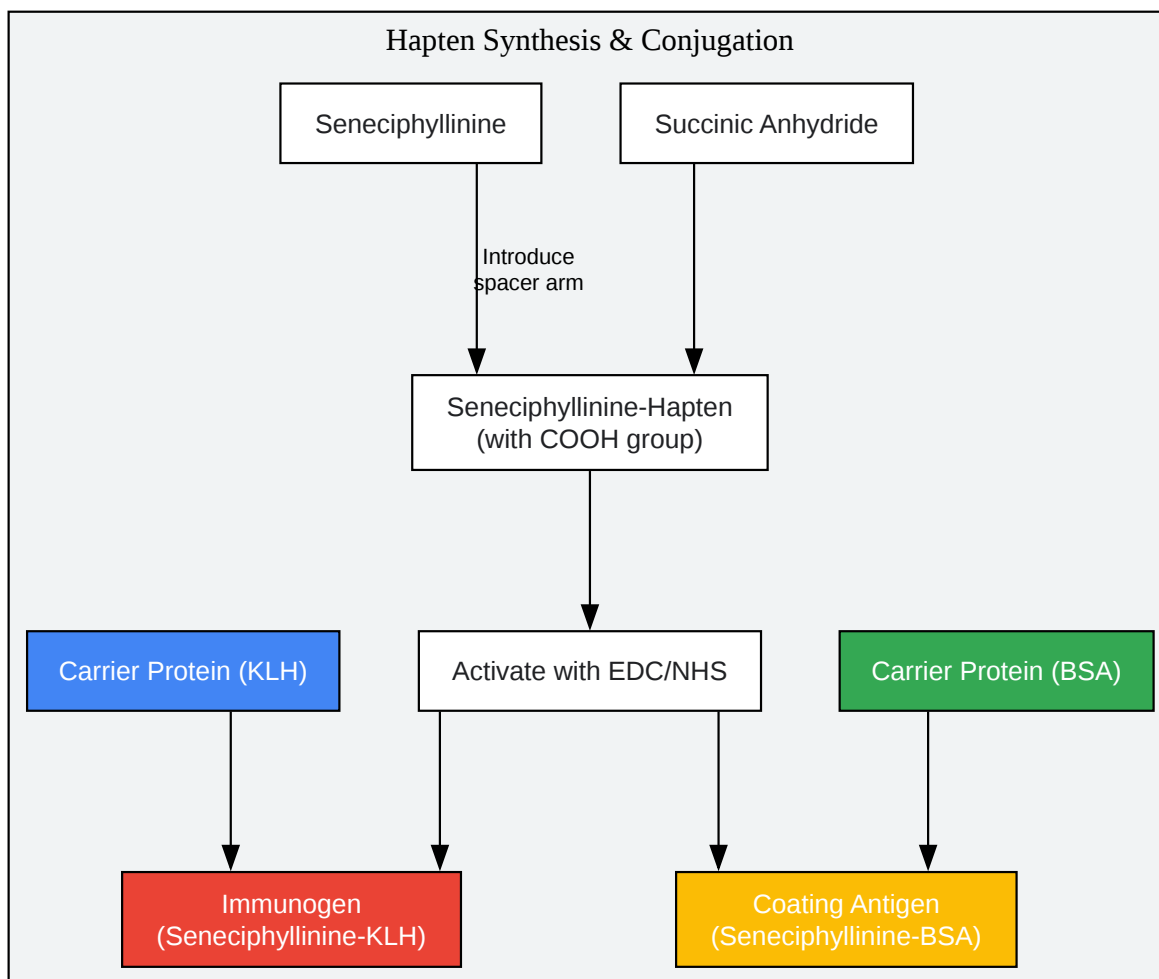 Hapten Synthesis & Conjugation
Seneciphyllinine
Succinic Anhydride
Introduce
spacer arm
Seneciphyllinine-Hapten
(with COOH group)
Carrier Protein (KLH)
Activate with EDC/NHS
Carrier Protein (BSA)
Immunogen
(Seneciphyllinine-KLH)
Coating Antigen
(Seneciphyllinine-BSA)